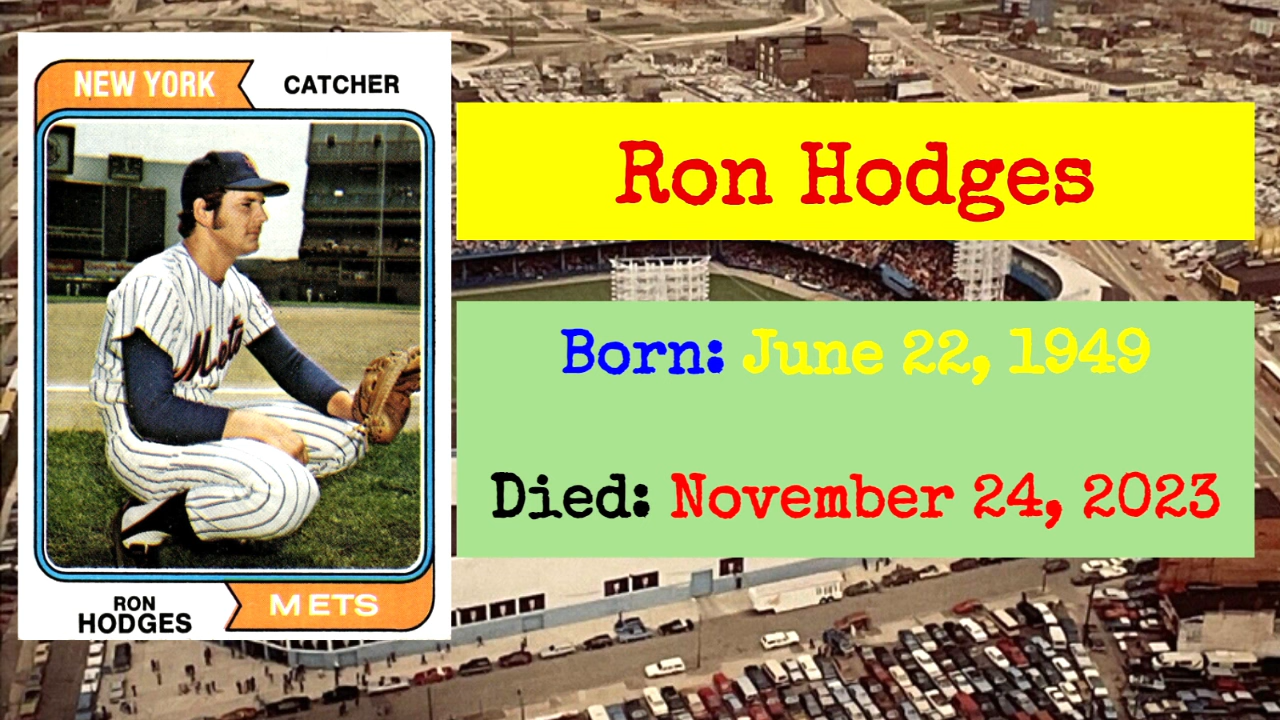 NEW YORK
CATCHER
Mets
RON
HODGES
METS
Ron Hodges
Born: June 22, 1949
Died: November 24, 2023